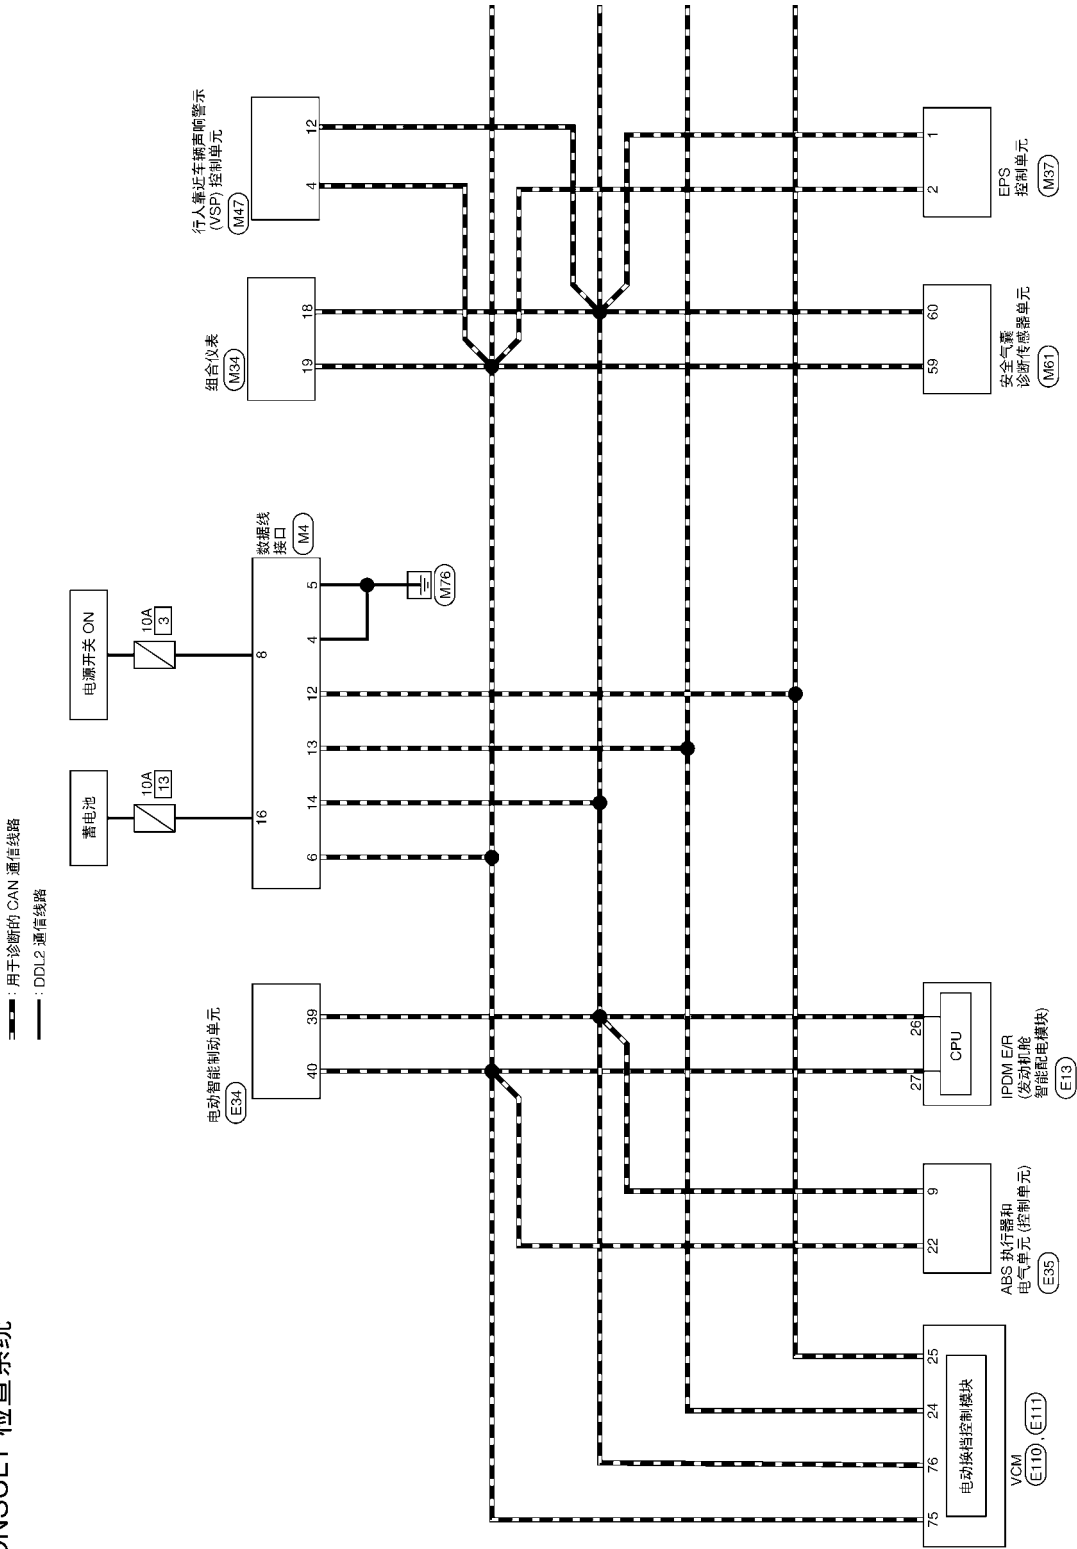 NSULT 检查系统
: 用于诊断的 CAN 通信线路
: DDL2 通信线路
蓄电池
电源开关 ON
10A
13
10A
3
16
8
数据线
接口
M4
6
14
13
12
4
5
M76
电动智能制动单元
E34
40
39
组合仪表
M34
19
18
行人靠近车辆声响警示
(VSP) 控制单元
M47
4
12
75
76
24
25
电动换档控制模块
VCM
E110 , E111
22
9
ABS 执行器和
电气单元 (控制单元)
E35
27
26
CPU
IPDM E/R
(发动机舱
智能配电模块)
E13
59
60
安全气囊
诊断传感器单元
M61
2
1
EPS
控制单元
M37